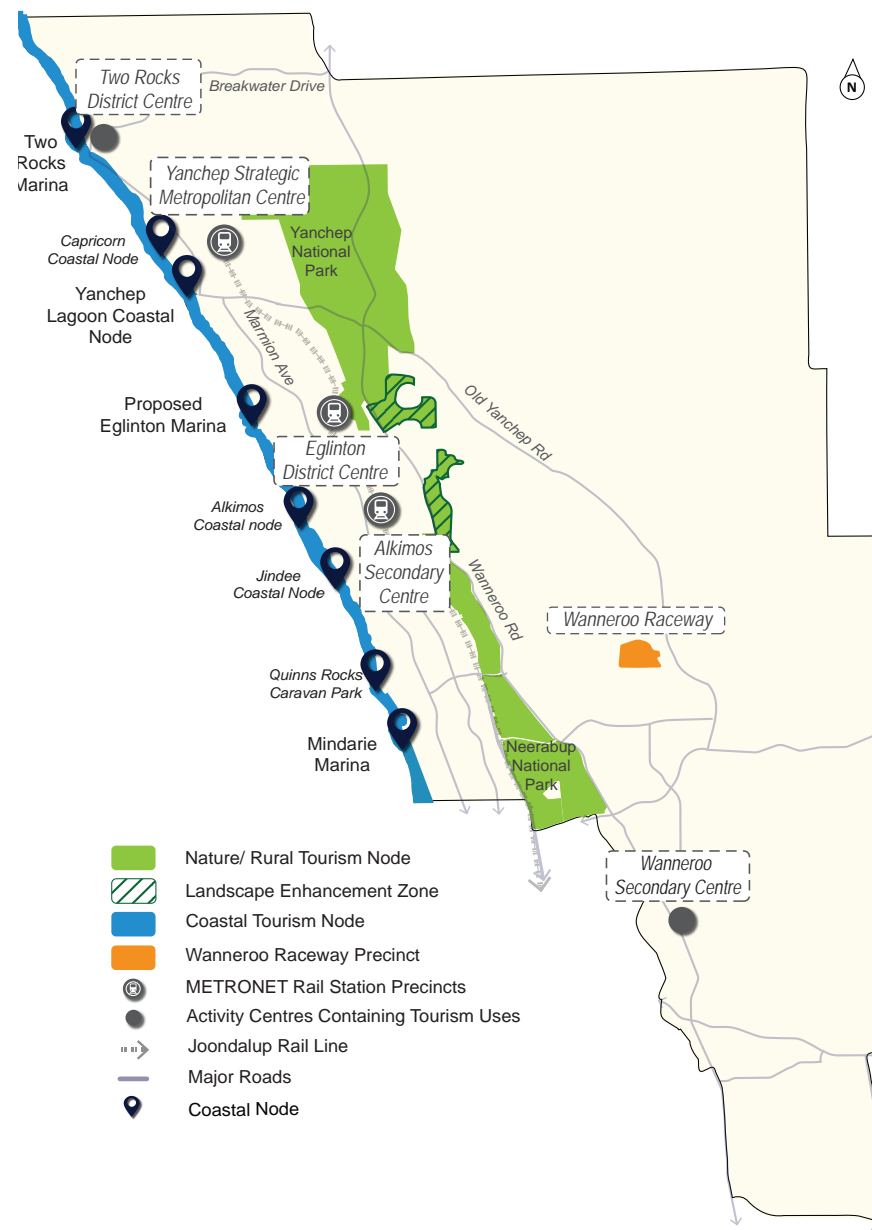 Two Rocks
District Centre
Breakwater Drive
N
Two
Rocks
Marina
Yanchep Strategic
Metropolitan Centre
Capricorn
Coastal Node
Yanchep
National
Park
Yanchep
Lagoon Coastal
Node
Marmion Ave
Proposed
Eglinton Marina
Old Yanchep Rd
Eglinton
District Centre
Alkimos
Coastal node
Alkimos
Secondary
Centre
Jindee
Coastal Node
Wanneroo Rd
Wanneroo Raceway
Quinns Rocks
Caravan Park
Mindarie
Marina
Neerabup
National
Park
Nature/ Rural Tourism Node
Landscape Enhancement Zone
Coastal Tourism Node
Wanneroo Raceway Precinct
METRONET Rail Station Precincts
Activity Centres Containing Tourism Uses
Joondalup Rail Line
Major Roads
Coastal Node
Wanneroo
Secondary Centre